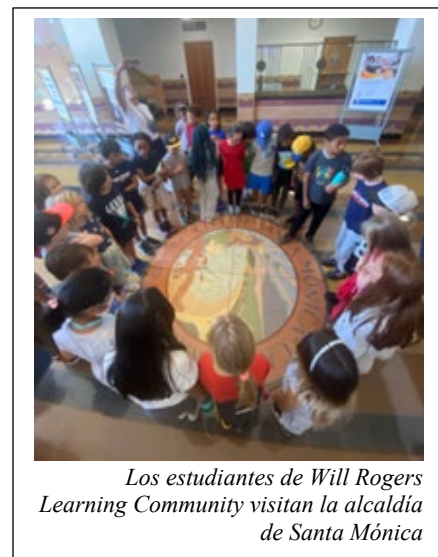 Los estudiantes de Will Rogers
Learning Community visitan la alcaldía
de Santa Mónica